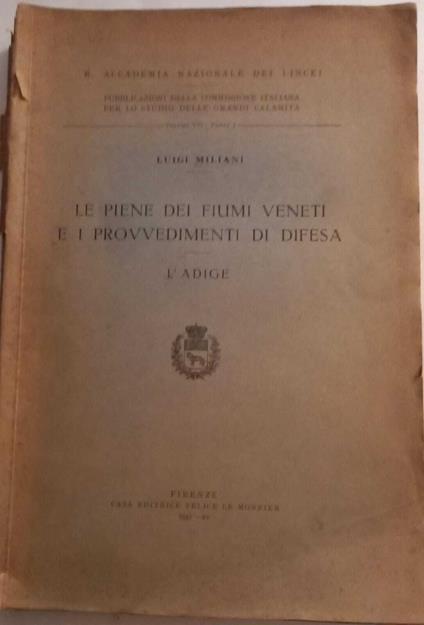 R. ACCADEMIA NAZIONALE DEI LINCEI
PUBBLICAZIONI DELLA COMMISSIONE ITALIANA
PER LO STUDIO DELLE GRANDI CALAMITÀ
LUIGI MILIANI
LE PIENE DEI FIUMI VENETI
E I PROVVEDIMENTI DI DIFESA
L'ADIGE
FIRENZE
CASA EDITRICE FELICE LE MONNIER